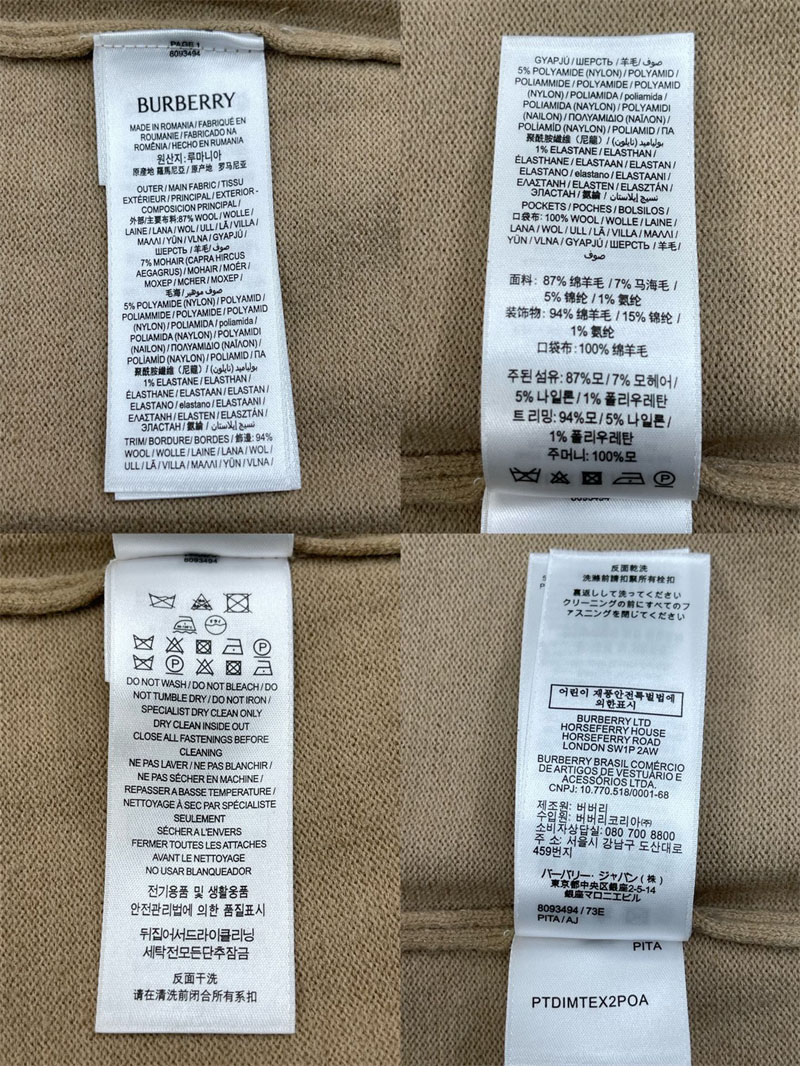 PAGE 1
8093494
BURBERRY
MADE IN ROMANIA / FABRIQUÉ EN
ROUMANIE / FABRICADO NA
ROMÊNIA / HECHO EN RUMANIA
원산지: 루마니아
原産地 羅馬尼亞 / 原产地 罗马尼亚
OUTER / MAIN FABRIC / TISSU
EXTÉRIEUR / PRINCIPAL / EXTERIOR -
COMPOSICION PRINCIPAL /
外部/主要布料:87% WOOL / WOLLE /
LAINE / LANA / WOL / ULL / LÃ / VILLA /
ΜΑΛΛΙ / YÜN / VLNA / GYAPJÚ /
ШЕРСТЬ / 羊毛 / صوف
7% MOHAIR (CAPRA HIRCUS
AEGAGRUS) / MOHAIR / MOËR /
MOXEP / MCHER / MOXEP /
毛海 / صوف موهير
5% POLYAMIDE (NYLON) / POLYAMID /
POLIAMMIDE / POLYAMIDE / POLYAMID
(NYLON) / POLIAMIDA / poliamida /
POLIAMIDA (NAYLON) / POLYAMIDI
(NAILON) / ΠΟΛΥΑΜΙΔΙΟ (ΝΑΪΛΟΝ) /
POLÍAMÍD (NAYLON) / POLIAMID / ПА
聚酰胺纖維 (尼龍) / بولياميد (نايلون)
1% ELASTANE / ELASTHAN /
ÉLASTHANE / ELASTAAN / ELASTAN /
ELASTANO / elastano / ELASTAANI /
ΕΛΑΣΤΑΝΗ / ELASTEN / ELASZTÁN /
ЭЛАСТАН / 氨綸 / نسيج إيلاستان
TRIM / BORDURE / BORDES / 飾邊: 94%
WOOL / WOLLE / LAINE / LANA / WOL /
ULL / LÃ / VILLA / ΜΑΛΛΙ / YÜN / VLNA /
GYAPJÚ / ШЕРСТЬ / 羊毛 / صوف
5% POLYAMIDE (NYLON) / POLYAMID /
POLIAMMIDE / POLYAMIDE / POLYAMID
(NYLON) / POLIAMIDA / poliamida /
POLIAMIDA (NAYLON) / POLYAMIDI
(NAILON) / ΠΟΛΥΑΜΙΔΙΟ (ΝΑΪΛΟΝ) /
POLÍAMÍD (NAYLON) / POLIAMID / ПА
聚酰胺纖維 (尼龍) / بولياميد (نايلون)
1% ELASTANE / ELASTHAN /
ÉLASTHANE / ELASTAAN / ELASTAN /
ELASTANO / elastano / ELASTAANI /
ΕΛΑΣΤΑΝΗ / ELASTEN / ELASZTÁN /
ЭЛАСТАН / 氨綸 / نسيج إيلاستان
POCKETS / POCHES / BOLSILOS /
口袋布: 100% WOOL / WOLLE / LAINE /
LANA / WOL / ULL / LÃ / VILLA / ΜΑΛΛΙ /
YÜN / VLNA / GYAPJÚ / ШЕРСТЬ / 羊毛 /
صوف
面料: 87% 绵羊毛 / 7% 马海毛 /
5% 锦纶 / 1% 氨纶
装饰物: 94% 绵羊毛 / 15% 锦纶 /
1% 氨纶
口袋布: 100% 绵羊毛
주된 섬유: 87%모 / 7% 모헤어 /
5% 나일론 / 1% 폴리우레탄
트리밍: 94%모 / 5% 나일론 /
1% 폴리우레탄
주머니: 100%모
8093494
8093494
DO NOT WASH / DO NOT BLEACH / DO
NOT TUMBLE DRY / DO NOT IRON /
SPECIALIST DRY CLEAN ONLY
DRY CLEAN INSIDE OUT
CLOSE ALL FASTENINGS BEFORE
CLEANING
NE PAS LAVER / NE PAS BLANCHIR /
NE PAS SÉCHER EN MACHINE /
REPASSER A BASSE TEMPERATURE /
NETTOYAGE À SEC PAR SPÉCIALISTE
SEULEMENT
SÉCHER A L'ENVERS
FERMER TOUTES LES ATTACHES
AVANT LE NETTOYAGE
NO USAR BLANQUEADOR
전기용품 및 생활용품
안전관리법에 의한 품질표시
뒤집어서드라이클리닝
세탁전모든단추잠금
反面干洗
请在清洗前闭合所有系扣
反面乾洗
洗滌前請扣緊所有栓扣
裏返しして洗ってください
クリーニングの前にすべてのフ
ァスニングを閉じてください
어린이 제품안전특별법에
의한표시
BURBERRY LTD
HORSEFERRY HOUSE
HORSEFERRY ROAD
LONDON SW1P 2AW
BURBERRY BRASIL COMÉRCIO
DE ARTIGOS DE VESTUÁRIO E
ACESSÓRIOS LTDA.
CNPJ: 10.770.518/0001-68
제조원: 버버리
수입원: 버버리코리아㈜
소비자상담실: 080 700 8800
주 소: 서울시 강남구 도산대로
459번지
バーバリー・ジャパン(株)
東京都中央区銀座2-5-14
銀座マロニエビル
8093494 / 73E
PITA / AJ
PITA
PTDIMTEX2POA